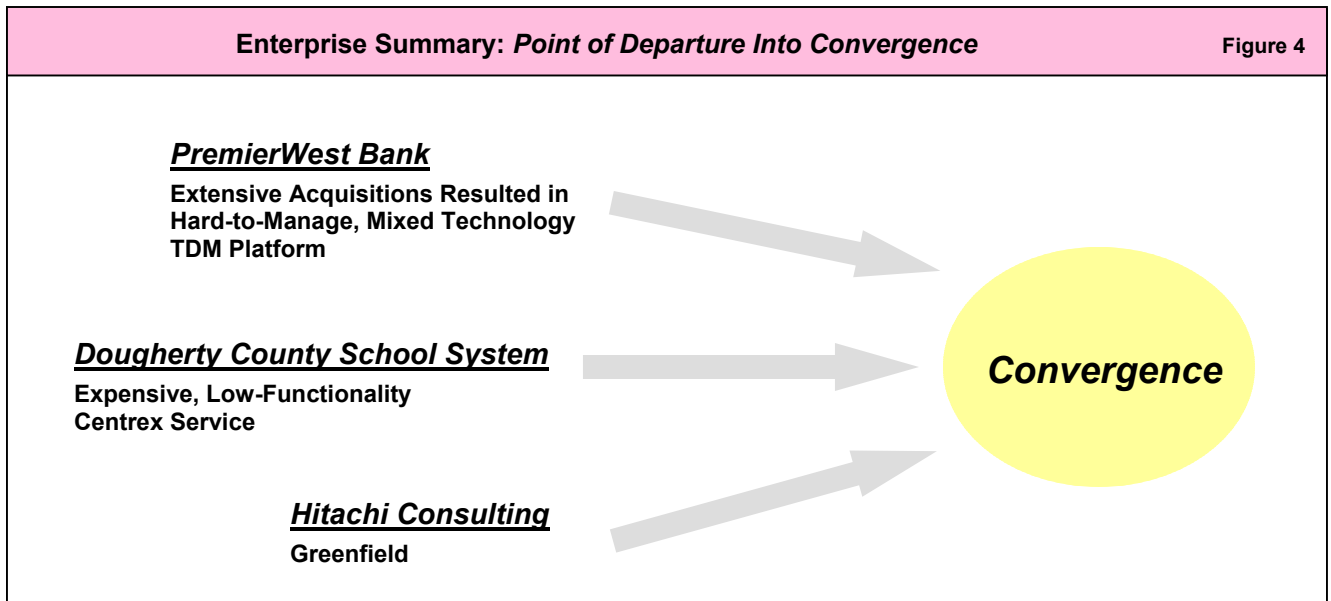 Enterprise Summary: Point of Departure Into Convergence
Figure 4
PremierWest Bank
Extensive Acquisitions Resulted in
Hard-to-Manage, Mixed Technology
TDM Platform
Dougherty County School System
Expensive, Low-Functionality
Centrex Service
Hitachi Consulting
Greenfield
Convergence